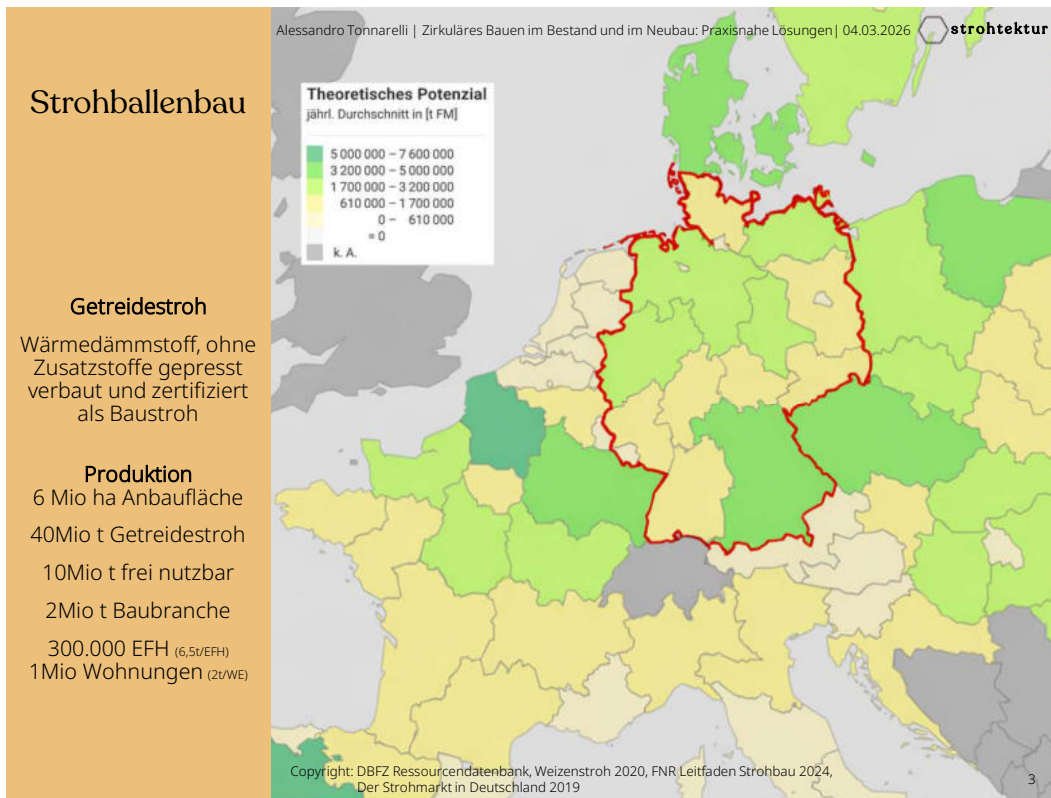 Alessandro Tonnarelli | Zirkuläres Bauen im Bestand und im Neubau: Praxisnahe Lösungen| 04.03.2026
strohtektur
Strohballenbau
Getreidestroh
Wärmedämmstoff, ohne
Zusatzstoffe gepresst
verbaut und zertifiziert
als Baustroh
Produktion
6 Mio ha Anbaufläche
40Mio t Getreidestroh
10Mio t frei nutzbar
2Mio t Baubranche
300.000 EFH (6,5t/EFH)
1Mio Wohnungen (2t/WE)
Theoretisches Potenzial
jährl. Durchschnitt in [t FM]
5 000 000 – 7 600 000
3 200 000 – 5 000 000
1 700 000 – 3 200 000
610 000 – 1 700 000
0 – 610 000
= 0
k. A.
Copyright: DBFZ Ressourcendatenbank, Weizenstroh 2020, FNR Leitfaden Strohbau 2024,
Der Strohmarkt in Deutschland 2019
3